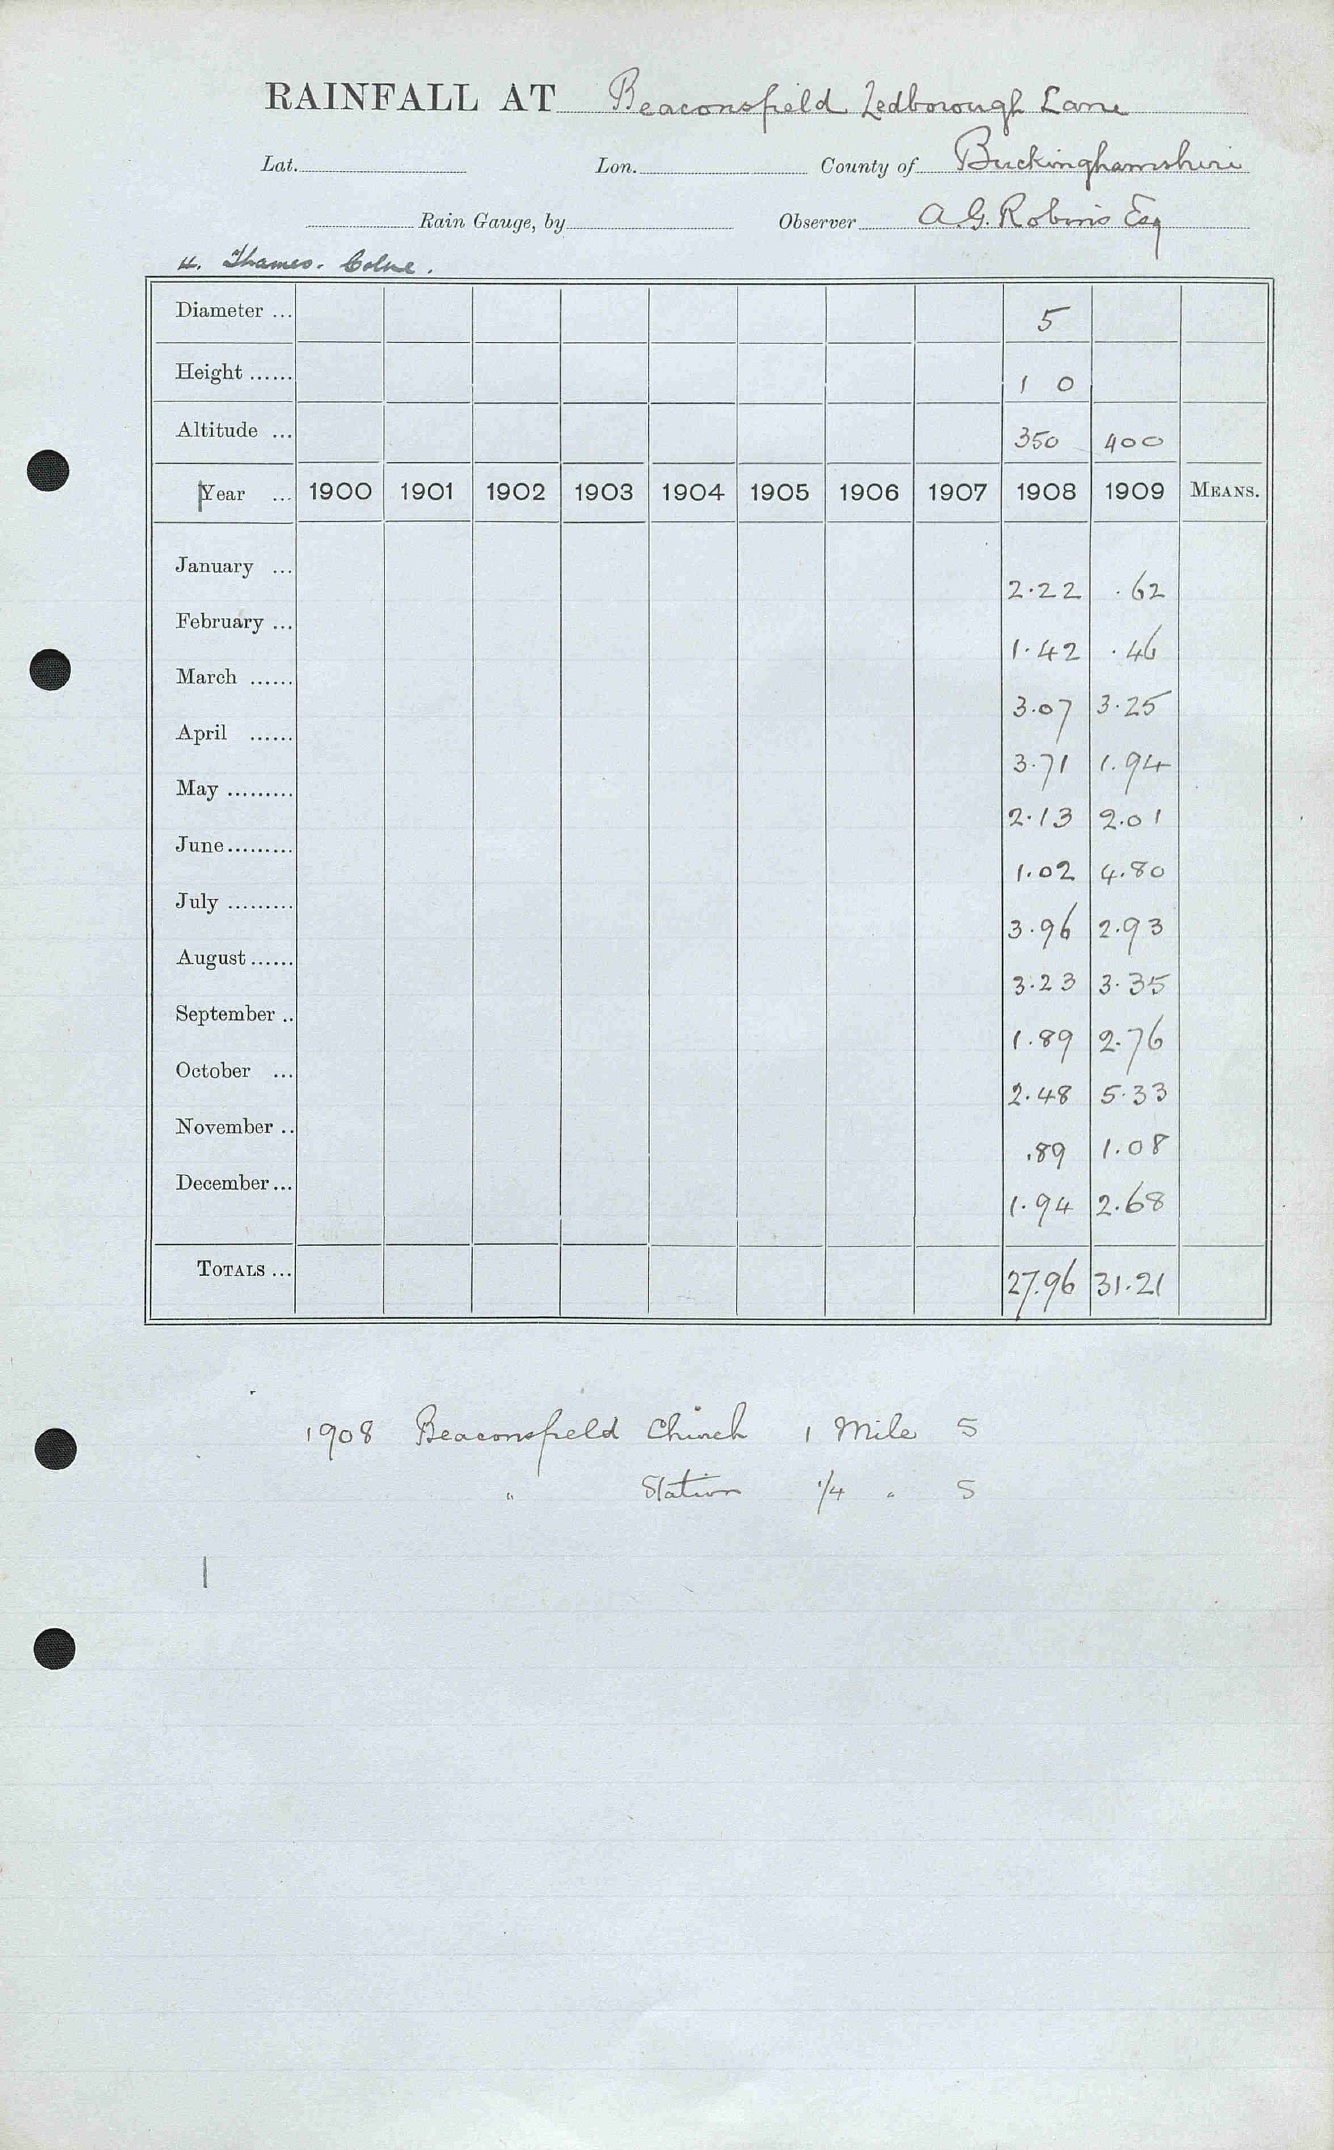 RAINFALL AT Beaconsfield Ledborough Lane
Lat. Lon. County of Buckinghamshire
Rain Gauge, by Observer A. G. Robins Esq
4. Thames. Colne.
Diameter ... 5
Height ...... 1 0
Altitude ... 350 400
Year ... 1900 1901 1902 1903 1904 1905 1906 1907 1908 1909 MEANS.
January ... 2.22 .62
February ... 1.42 .46
March ...... 3.07 3.25
April ...... 3.71 1.94
May ......... 2.13 2.01
June ......... 1.02 4.80
July ......... 3.96 2.93
August ...... 3.23 3.35
September .. 1.89 2.76
October ... 2.48 5.33
November .. .89 1.08
December ... 1.94 2.68
TOTALS ... 27.96 31.21
1908 Beaconsfield Church 1 Mile S
" Station 1/4 " S